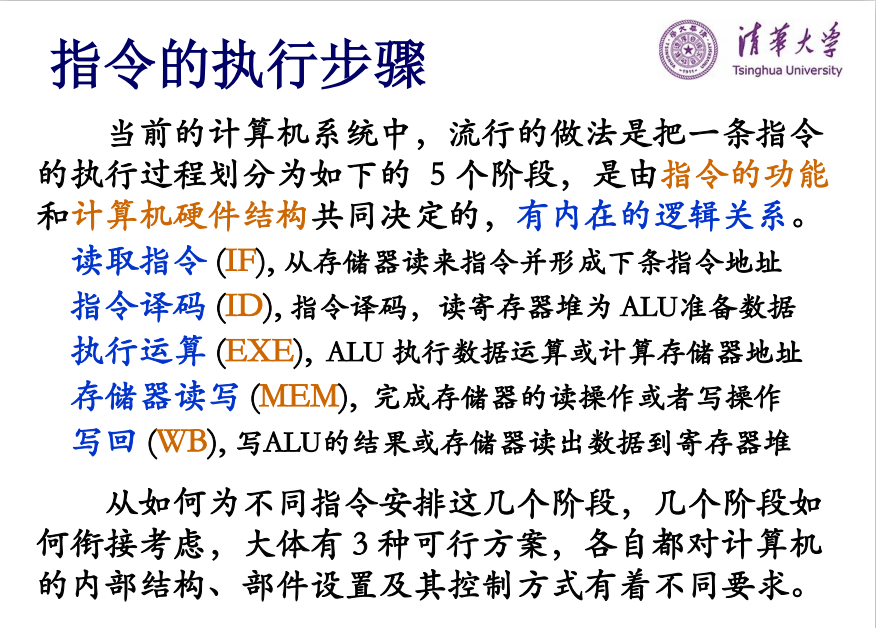 指令的执行步骤
清华大学
Tsinghua University
当前的计算机系统中，流行的做法是把一条指令
的执行过程划分为如下的 5 个阶段，是由指令的功能
和计算机硬件结构共同决定的，有内在的逻辑关系。
读取指令 (IF), 从存储器读来指令并形成下条指令地址
指令译码 (ID), 指令译码，读寄存器堆为 ALU准备数据
执行运算 (EXE), ALU 执行数据运算或计算存储器地址
存储器读写 (MEM), 完成存储器的读操作或者写操作
写回 (WB), 写ALU的结果或存储器读出数据到寄存器堆
从如何为不同指令安排这几个阶段，几个阶段如
何衔接考虑，大体有 3 种可行方案，各自都对计算机
的内部结构、部件设置及其控制方式有着不同要求。